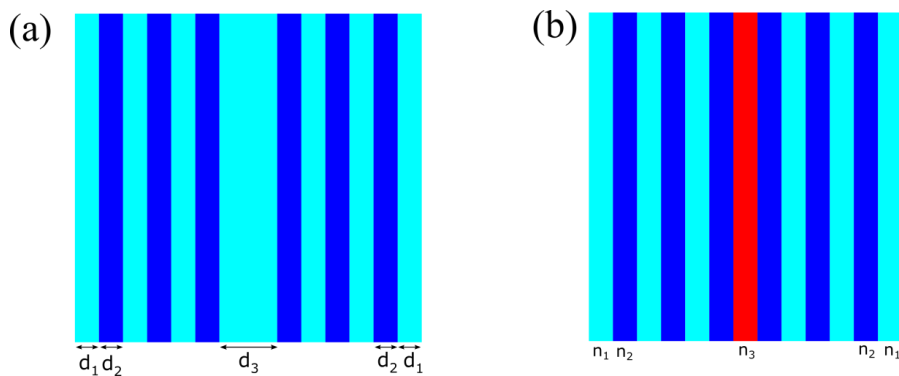 (a)
(b)
d₁ d₂ d₃ d₂ d₁
n₁ n₂ n₃ n₂ n₁